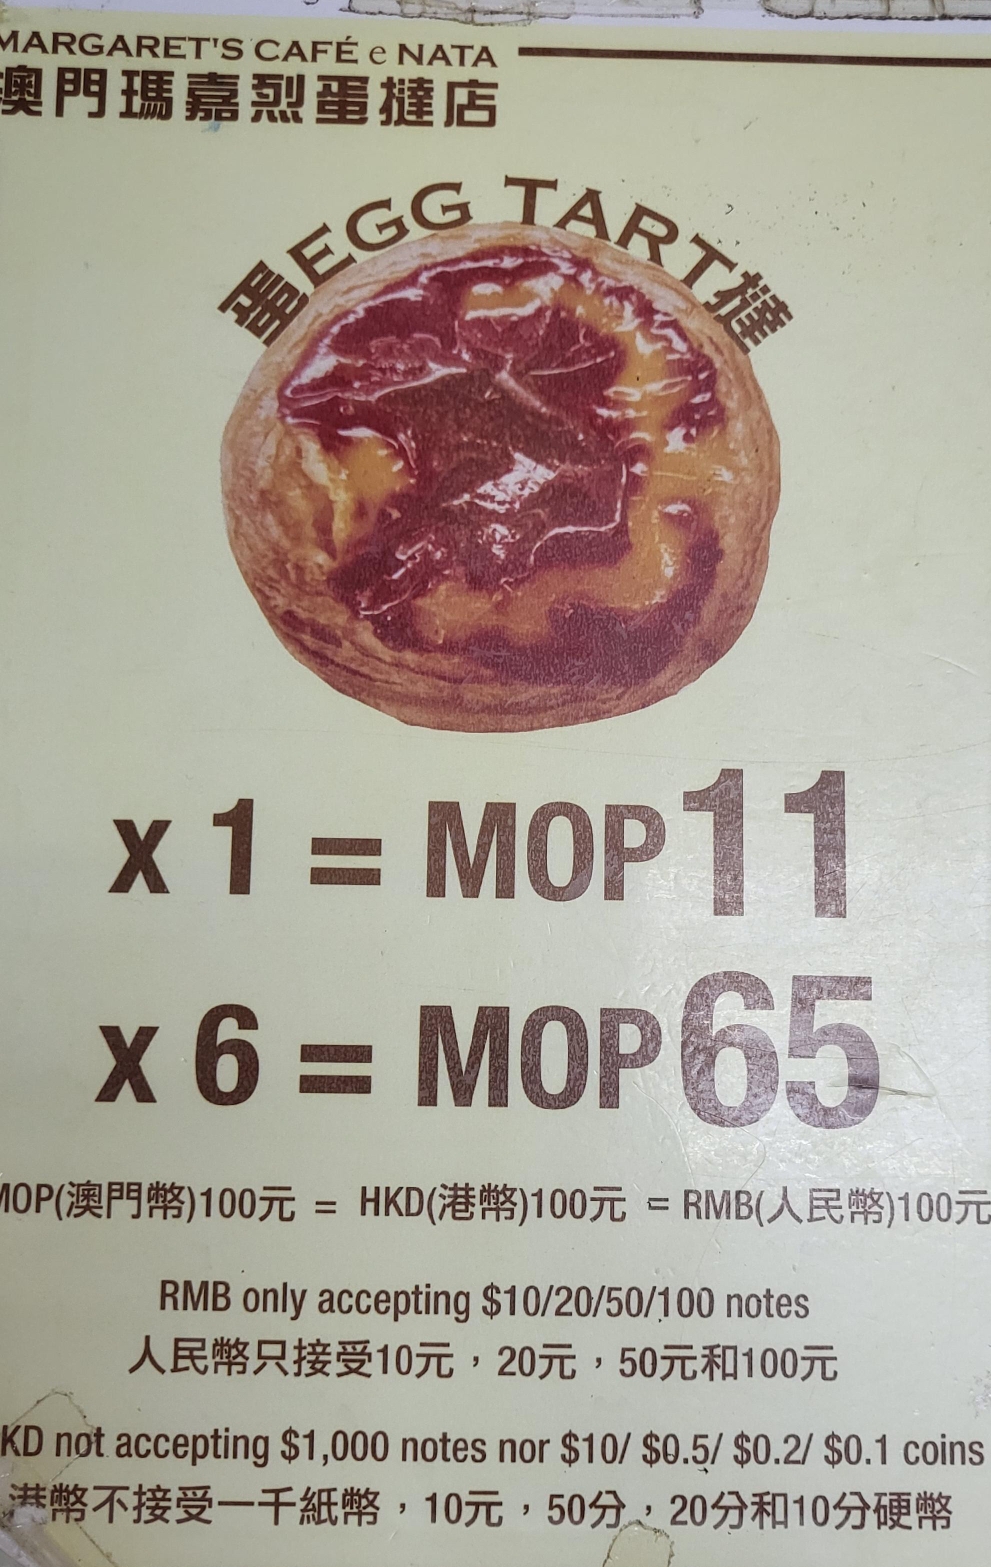 MARGARET'S CAFÉ e NATA
澳門瑪嘉烈蛋撻店
蛋EGG TART撻
x 1 = MOP11
x 6 = MOP65
MOP(澳門幣)100元 = HKD(港幣)100元 = RMB(人民幣)100元
RMB only accepting $10/20/50/100 notes
人民幣只接受10元，20元，50元和100元
KD not accepting $1,000 notes nor $10/ $0.5/ $0.2/ $0.1 coins
港幣不接受一千紙幣，10元，50分，20分和10分硬幣